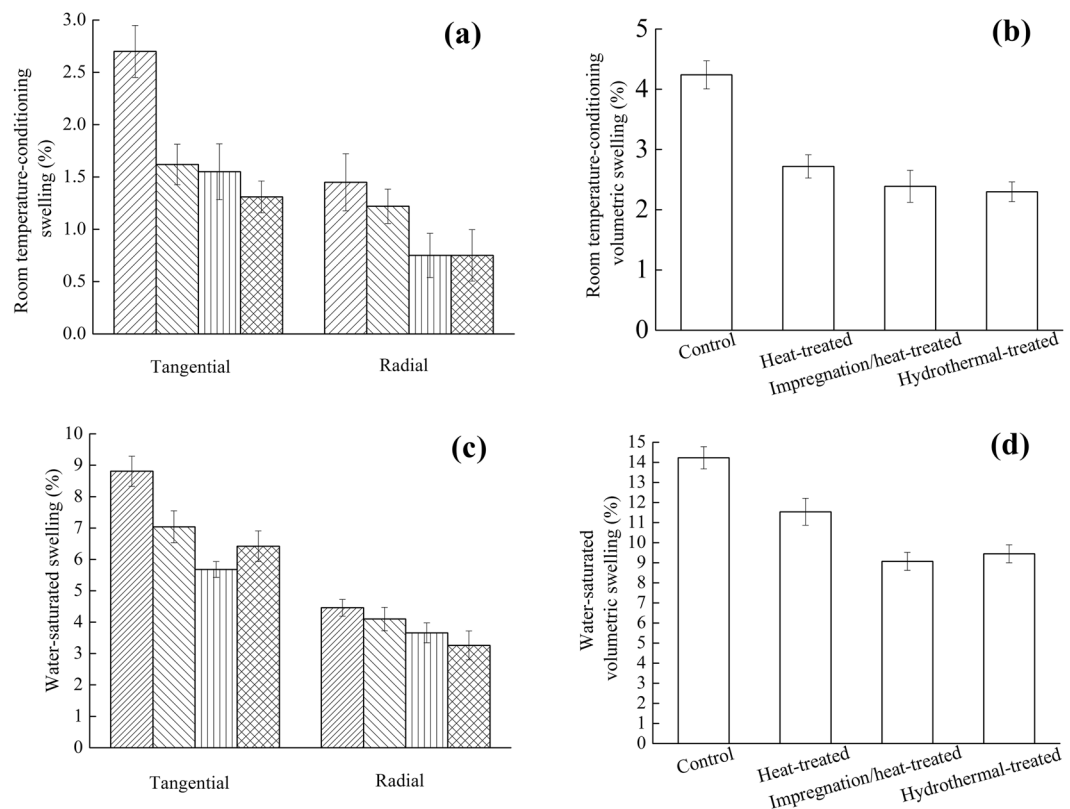 (a)
Room temperature-conditioning
swelling (%)
3.0
2.5
2.0
1.5
1.0
0.5
0.0
Tangential
Radial
(b)
Room temperature-conditioning
volumetric swelling (%)
5
4
3
2
1
0
Control
Heat-treated
Impregnation/heat-treated
Hydrothermal-treated
(c)
Water-saturated swelling (%)
10
9
8
7
6
5
4
3
2
1
0
Tangential
Radial
(d)
Water-saturated
volumetric swelling (%)
15
14
13
12
11
10
9
8
7
6
5
4
3
2
1
0
Control
Heat-treated
Impregnation/heat-treated
Hydrothermal-treated